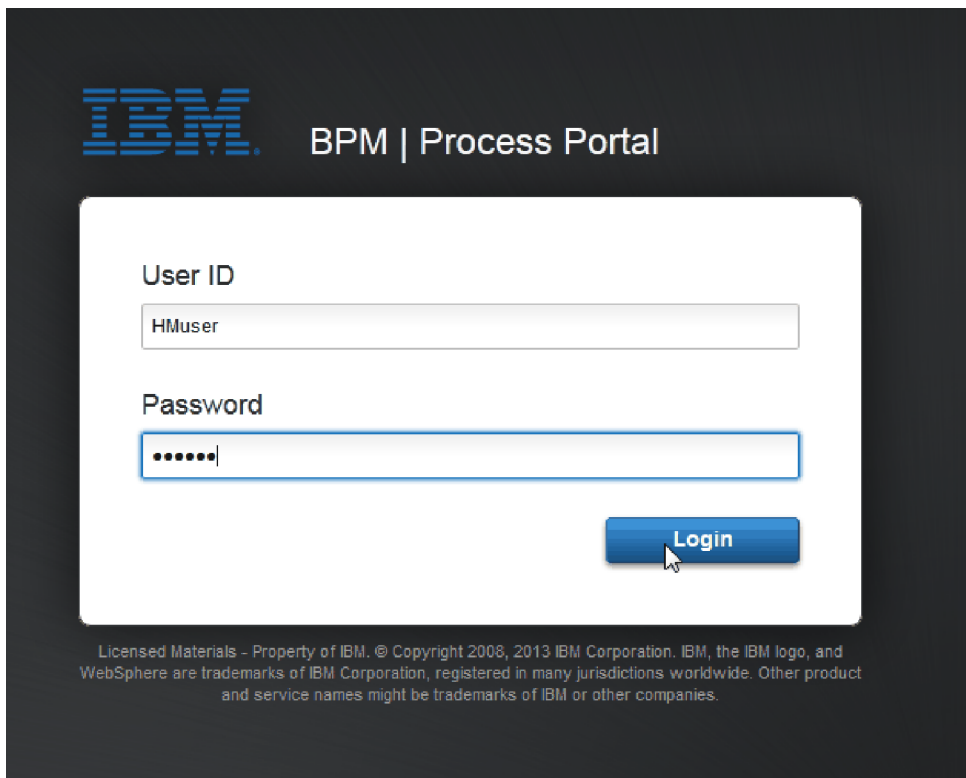 IBM.
BPM | Process Portal
User ID
HMuser
Password
••••••
Login
Licensed Materials - Property of IBM. © Copyright 2008, 2013 IBM Corporation. IBM, the IBM logo, and
WebSphere are trademarks of IBM Corporation, registered in many jurisdictions worldwide. Other product
and service names might be trademarks of IBM or other companies.